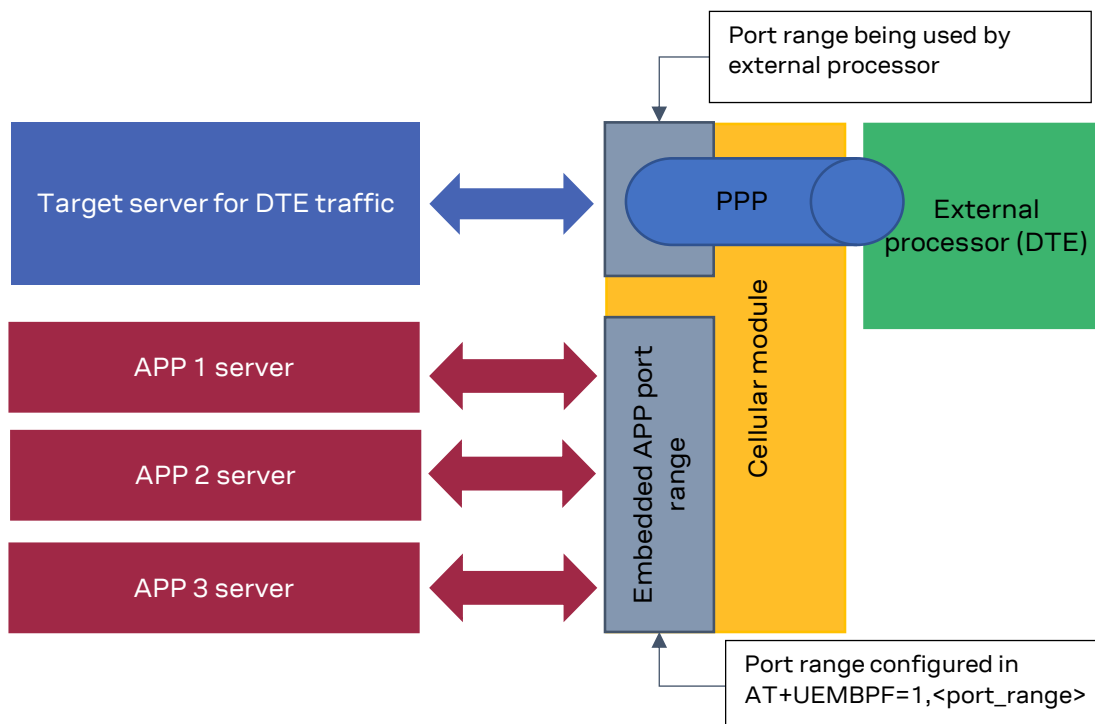 Port range being used by
external processor
Target server for DTE traffic
PPP
External
processor (DTE)
APP 1 server
APP 2 server
APP 3 server
Embedded APP port
range
Cellular module
Port range configured in
AT+UEMBPF=1,<port_range>